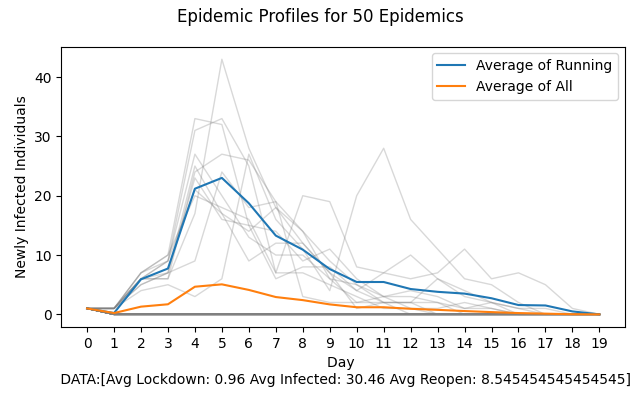 Epidemic Profiles for 50 Epidemics
Average of Running
Average of All
Newly Infected Individuals
40
30
20
10
0
0 1 2 3 4 5 6 7 8 9 10 11 12 13 14 15 16 17 18 19
Day
DATA:[Avg Lockdown: 0.96 Avg Infected: 30.46 Avg Reopen: 8.545454545454545]